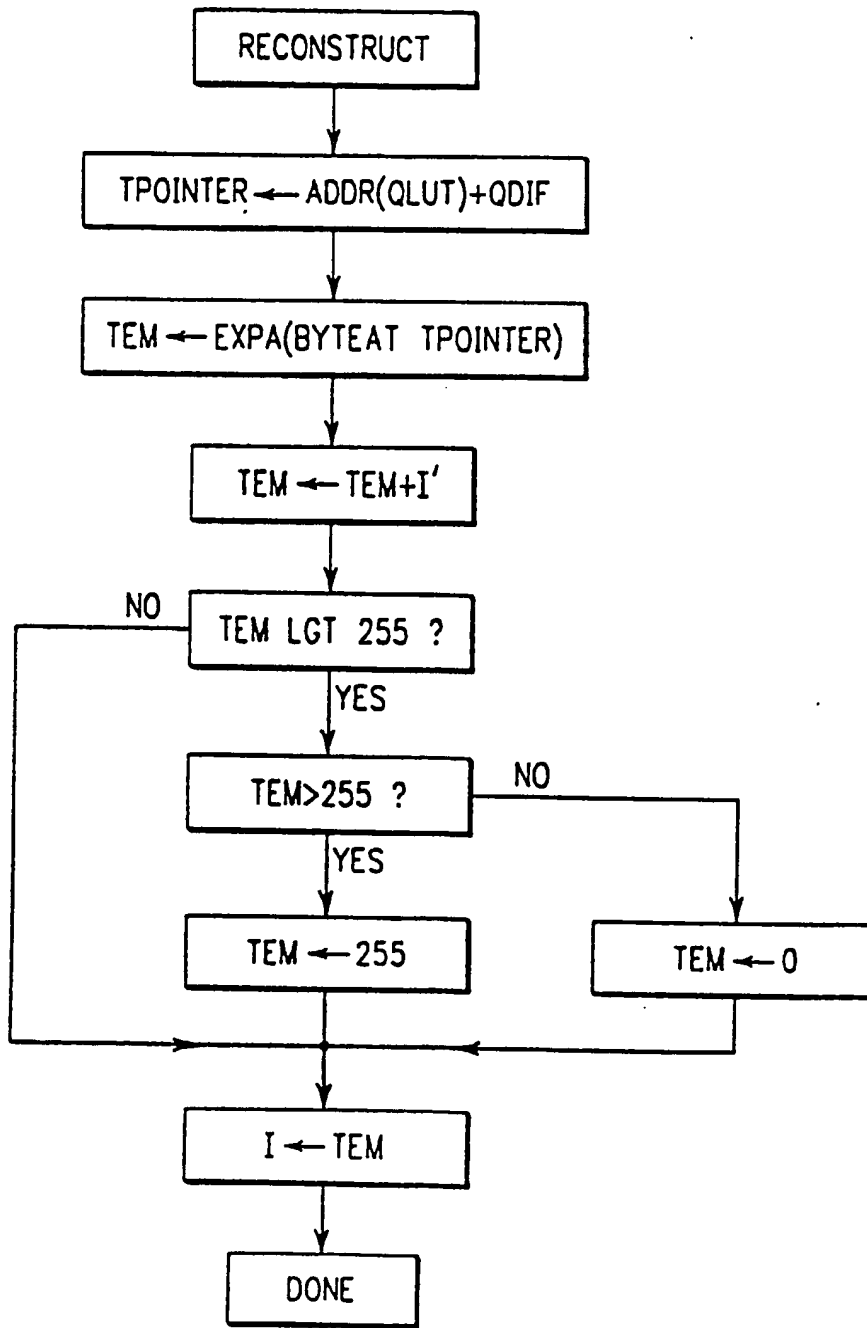 RECONSTRUCT
TPOINTER ← ADDR(QLUT)+QDIF
TEM ← EXPA(BYTEAT TPOINTER)
TEM ← TEM+I'
NO
TEM LGT 255 ?
YES
TEM>255 ?
NO
YES
TEM ← 255
TEM ← 0
I ← TEM
DONE